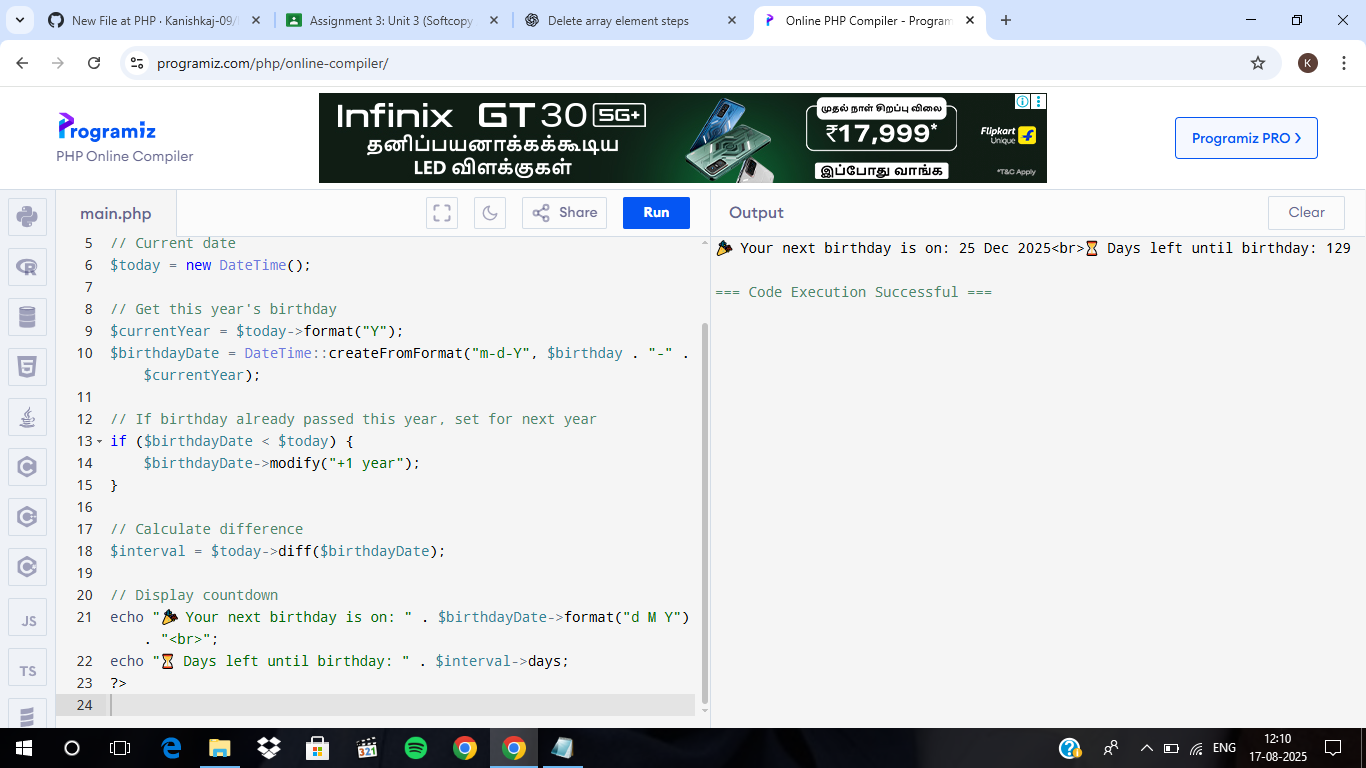 New File at PHP · Kanishkaj-09/
Assignment 3: Unit 3 (Softcopy
Delete array element steps
Online PHP Compiler - Program
programiz.com/php/online-compiler/
K
Programiz
PHP Online Compiler
Infinix GT 30 5G+
தனிப்பயனாக்கக்கூடிய
LED விளக்குகள்
முதல் நாள் சிறப்பு விலை
₹17,999*
இப்போது வாங்க
Flipkart
Unique
*T&C Apply
Programiz PRO >
main.php
Share
Run
Output
Clear
5 // Current date
6 $today = new DateTime();
7
8 // Get this year's birthday
9 $currentYear = $today->format("Y");
10 $birthdayDate = DateTime::createFromFormat("m-d-Y", $birthday . "-" .
$currentYear);
11
12 // If birthday already passed this year, set for next year
13 if ($birthdayDate < $today) {
14 $birthdayDate->modify("+1 year");
15 }
16
17 // Calculate difference
18 $interval = $today->diff($birthdayDate);
19
20 // Display countdown
21 echo "🎉 Your next birthday is on: " . $birthdayDate->format("d M Y")
. "<br>";
22 echo "⏳ Days left until birthday: " . $interval->days;
23 ?>
24
🎉 Your next birthday is on: 25 Dec 2025<br>⏳ Days left until birthday: 129
=== Code Execution Successful ===
JS
TS
321
ENG
12:10
17-08-2025